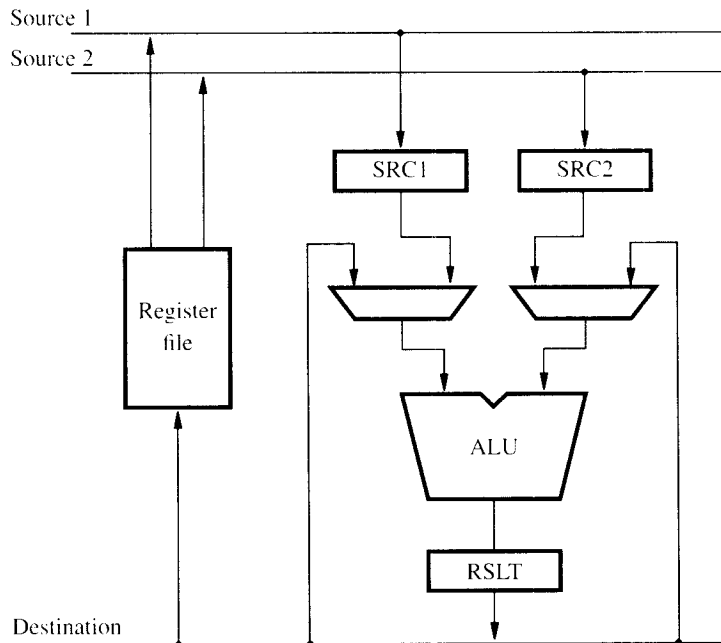 Source 1
Source 2
SRC1
SRC2
Register
file
ALU
RSLT
Destination